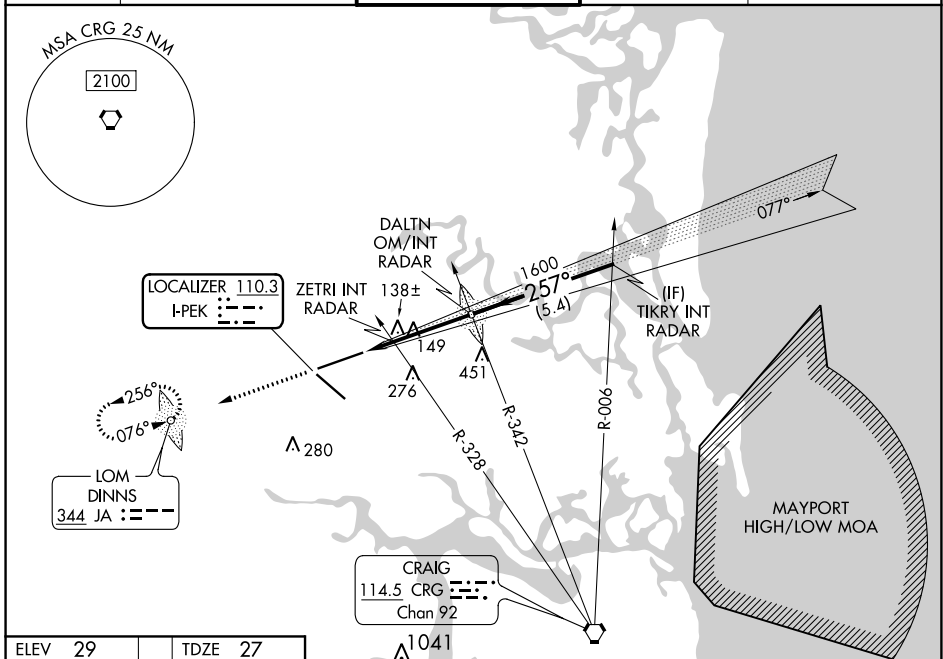 MSA CRG 25 NM
2100
077°
DALTN
OM/INT
RADAR
1600
257°
(5.4)
(IF)
TIKRY INT
RADAR
LOCALIZER 110.3
I-PEK
ZETRI INT
RADAR
138±
149
451
276
256°
076°
280
R-328
R-342
R-006
LOM
DINNS
344 JA
MAYPORT
HIGH/LOW MOA
CRAIG
114.5 CRG
Chan 92
1041
ELEV 29
TDZE 27